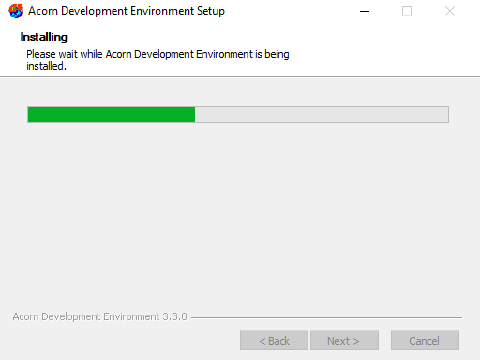 Acorn Development Environment Setup
Installing
Please wait while Acorn Development Environment is being
installed.
Acorn Development Environment 3.3.0
< Back
Next >
Cancel